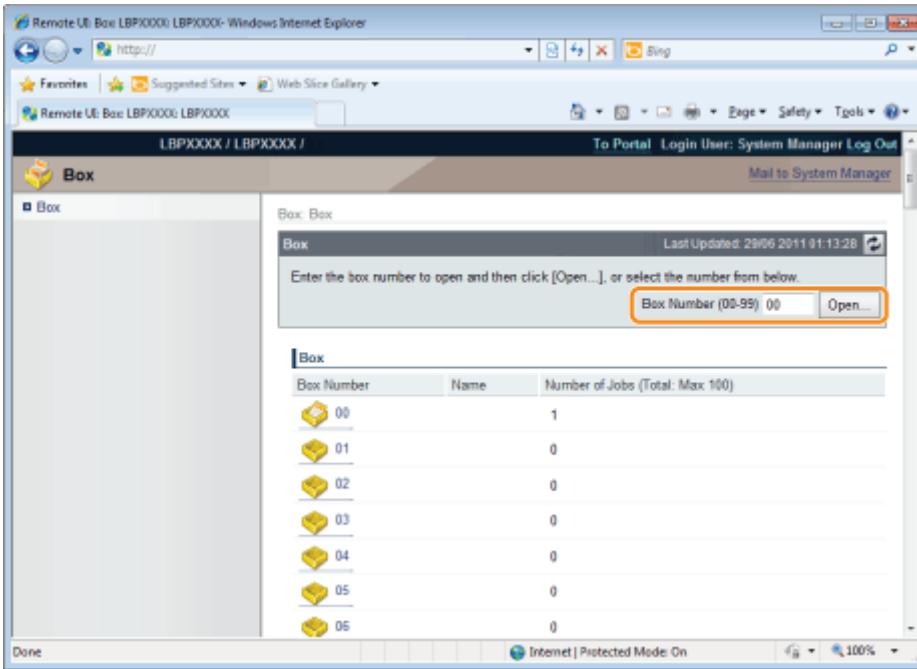 Remote UI: Box: LBPXXXX: LBPXXXX- Windows Internet Explorer
http://
Bing
Favorites Suggested Sites Web Slice Gallery
Remote UI: Box: LBPXXXX: LBPXXXX
Page Safety Tools
LBPXXXX / LBPXXXX /
To Portal Login User: System Manager Log Out
Box
Mail to System Manager
Box
Box: Box
Box
Last Updated: 29/06 2011 01:13:28
Enter the box number to open and then click [Open...], or select the number from below.
Box Number (00-99) 00 Open...
Box
Box Number Name Number of Jobs (Total: Max 100)
00 1
01 0
02 0
03 0
04 0
05 0
06 0
Done Internet | Protected Mode: On 100%